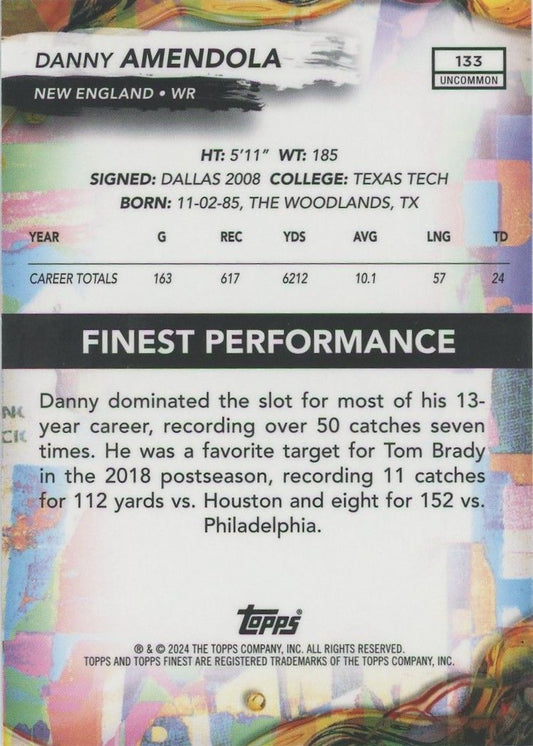 DANNY AMENDOLA
133
UNCOMMON
NEW ENGLAND • WR
HT: 5'11" WT: 185
SIGNED: DALLAS 2008 COLLEGE: TEXAS TECH
BORN: 11-02-85, THE WOODLANDS, TX
YEAR G REC YDS AVG LNG TD
CAREER TOTALS 163 617 6212 10.1 57 24
FINEST PERFORMANCE
Danny dominated the slot for most of his 13-
year career, recording over 50 catches seven
times. He was a favorite target for Tom Brady
in the 2018 postseason, recording 11 catches
for 112 yards vs. Houston and eight for 152 vs.
Philadelphia.
Topps®
® & © 2024 THE TOPPS COMPANY, INC. ALL RIGHTS RESERVED.
TOPPS AND TOPPS FINEST ARE REGISTERED TRADEMARKS OF THE TOPPS COMPANY, INC.